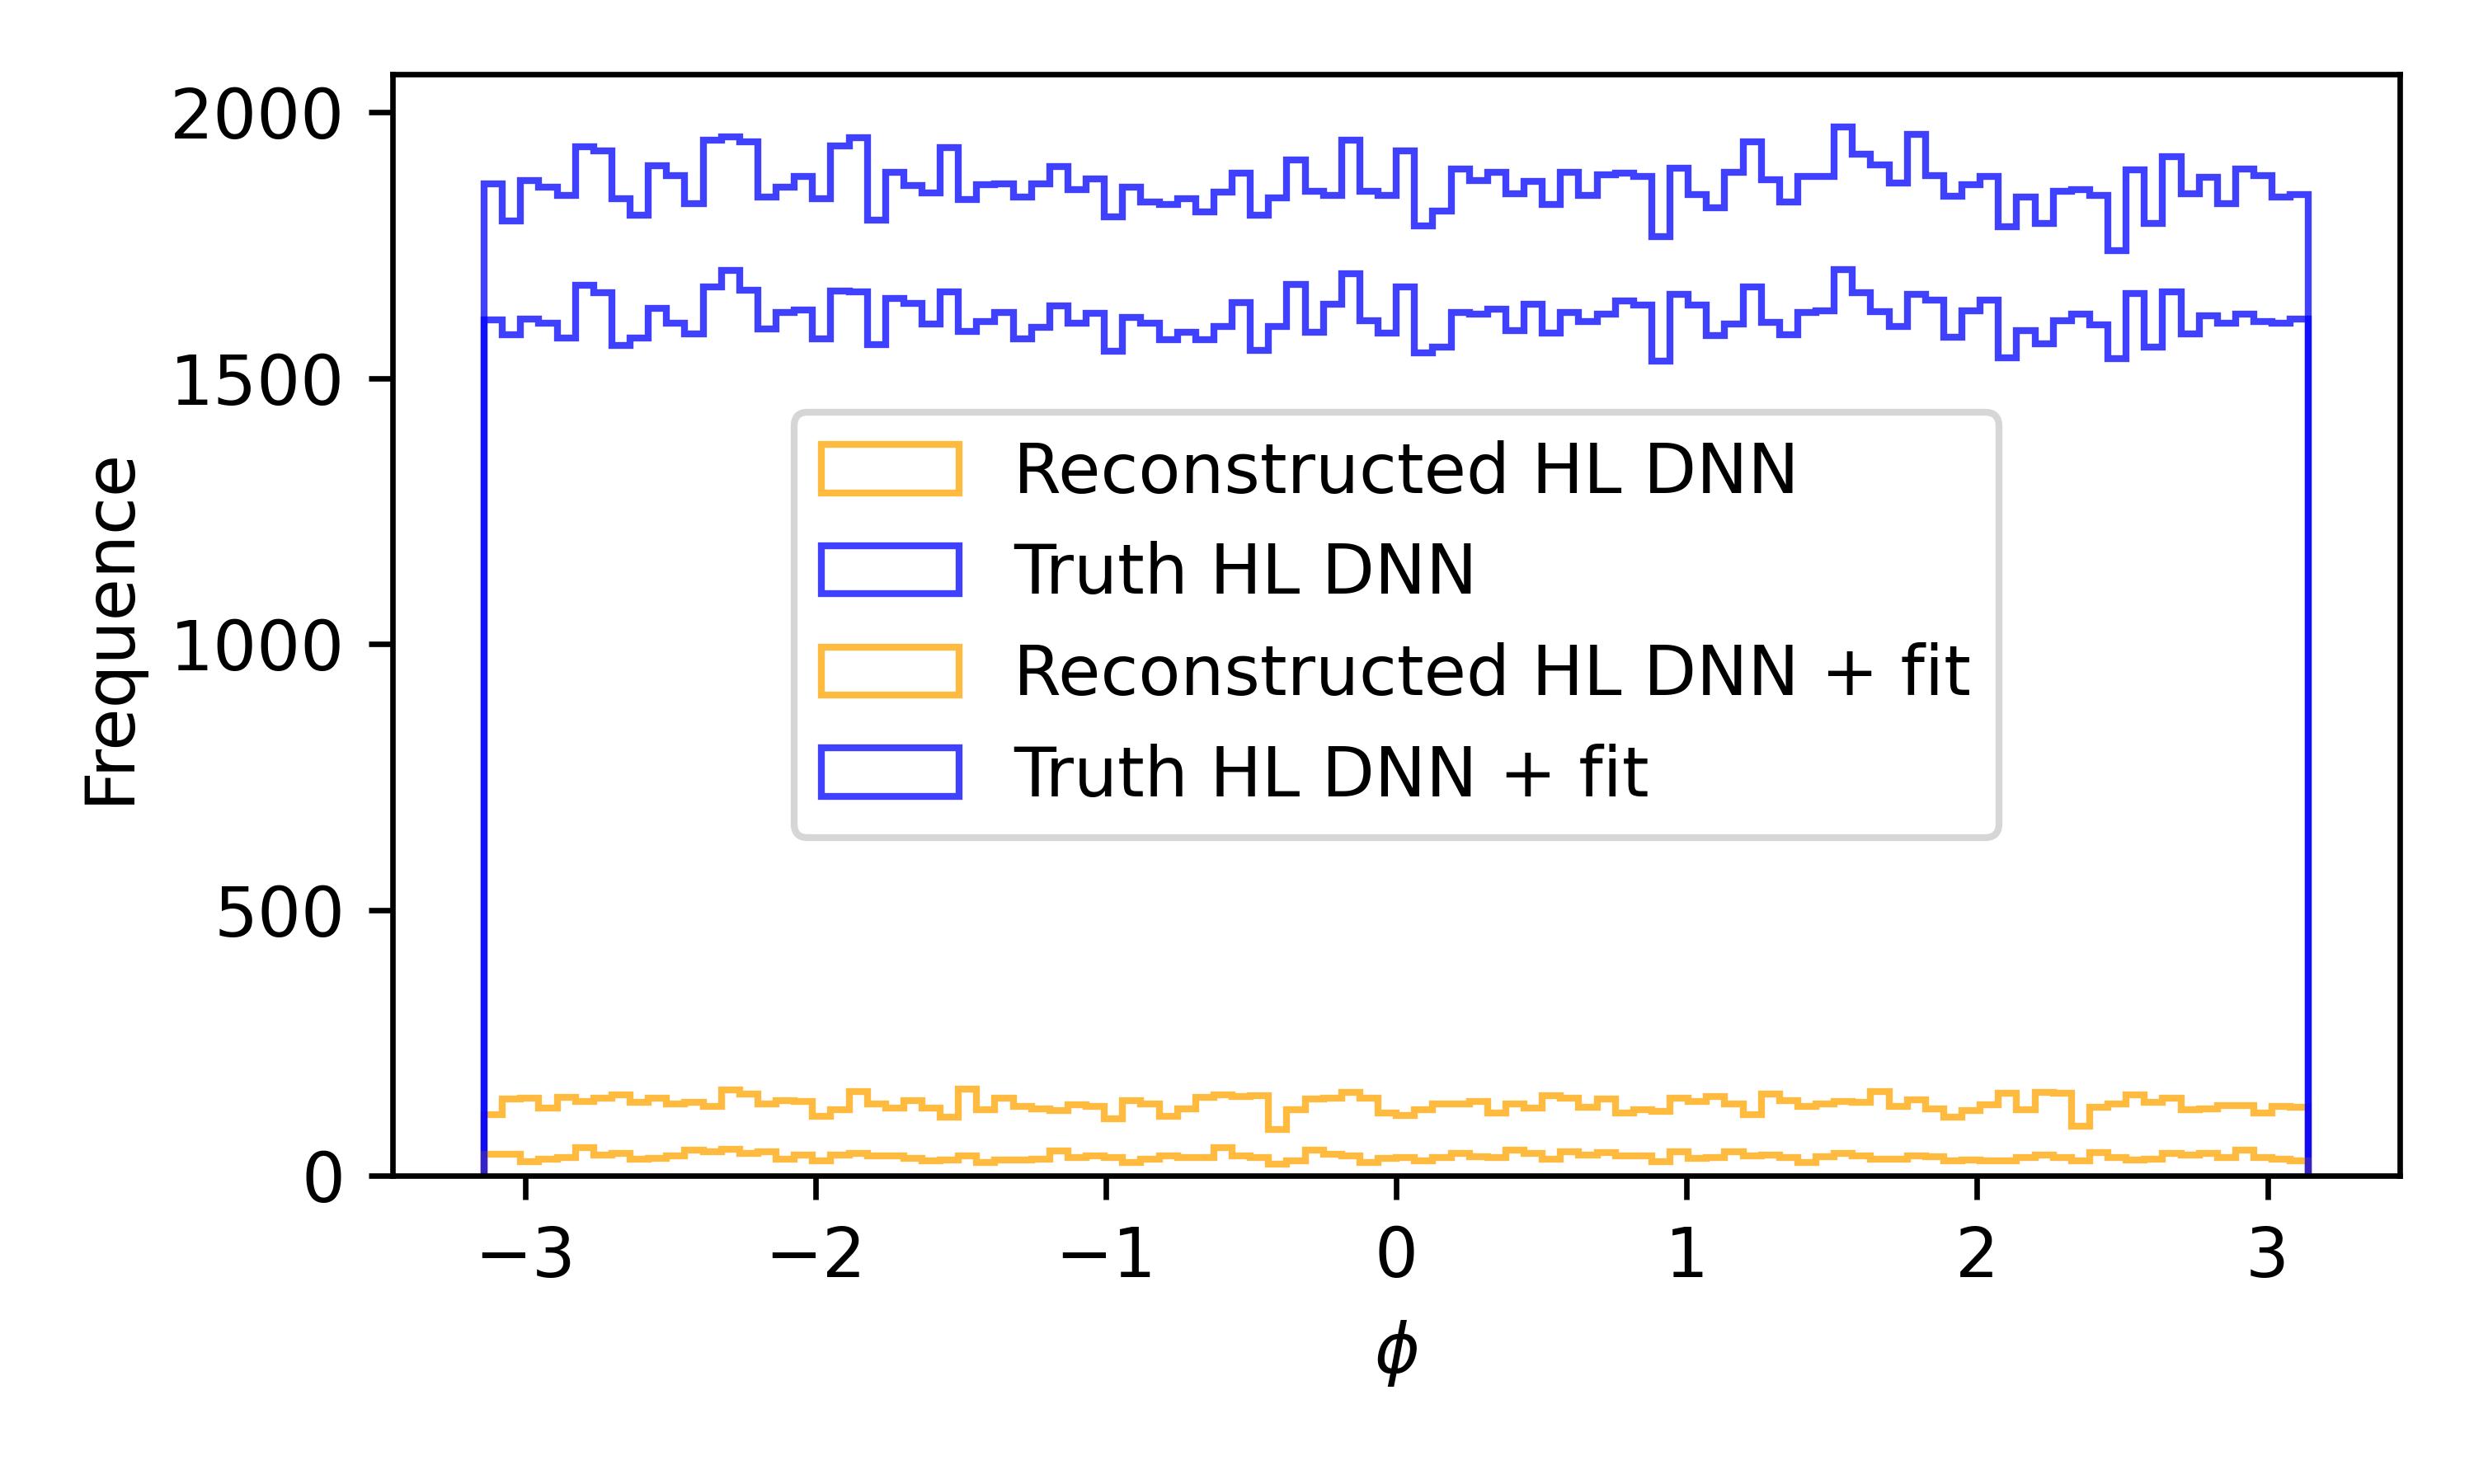 2000
1500
1000
500
0
Frequence
Reconstructed HL DNN
Truth HL DNN
Reconstructed HL DNN + fit
Truth HL DNN + fit
−3 −2 −1 0 1 2 3
ϕ